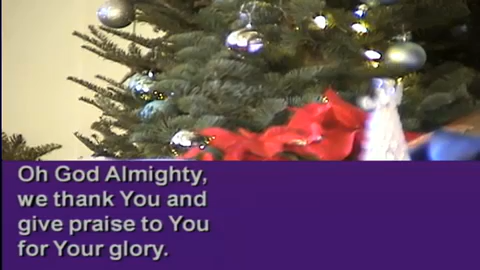 Oh God Almighty,
we thank You and
give praise to You
for Your glory.